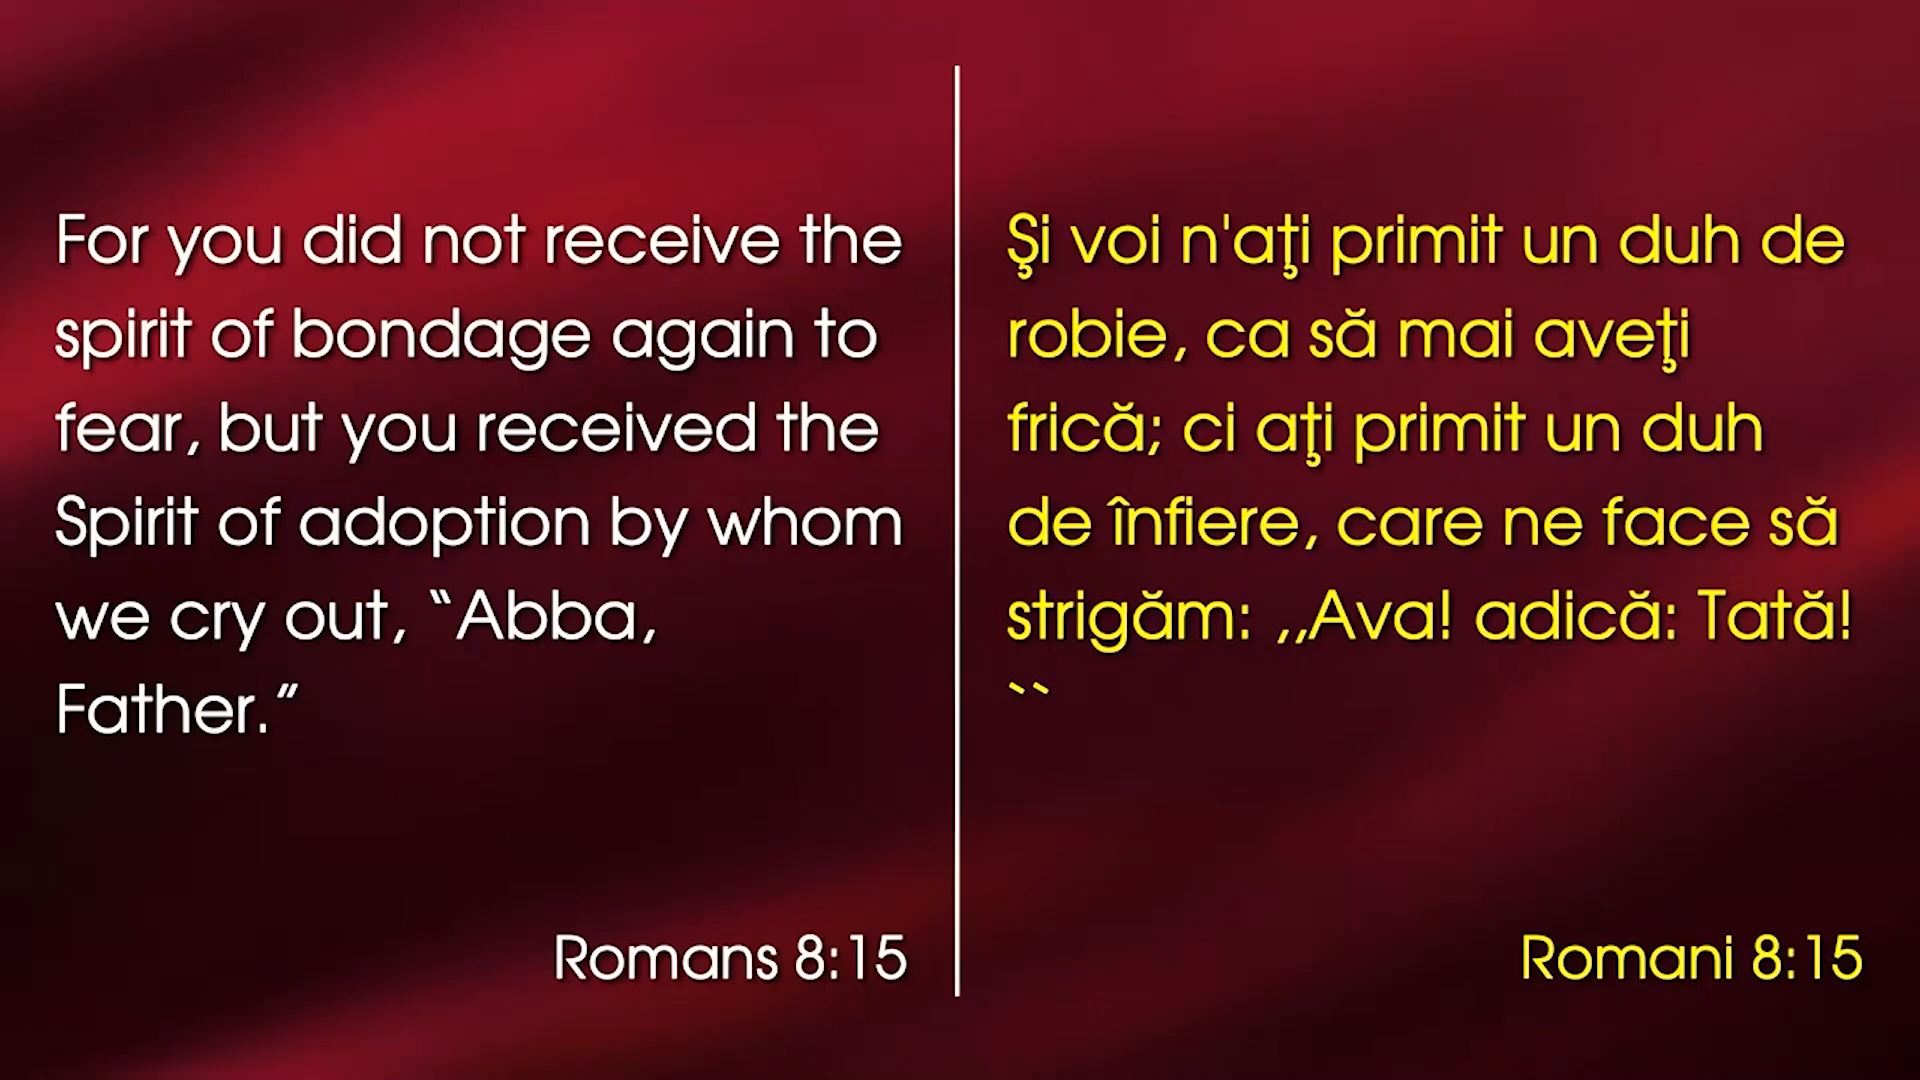 For you did not receive the
spirit of bondage again to
fear, but you received the
Spirit of adoption by whom
we cry out, “Abba,
Father.”
Romans 8:15
Şi voi n'aţi primit un duh de
robie, ca să mai aveţi
frică; ci aţi primit un duh
de înfiere, care ne face să
strigăm: ,,Ava! adică: Tată!
``
Romani 8:15